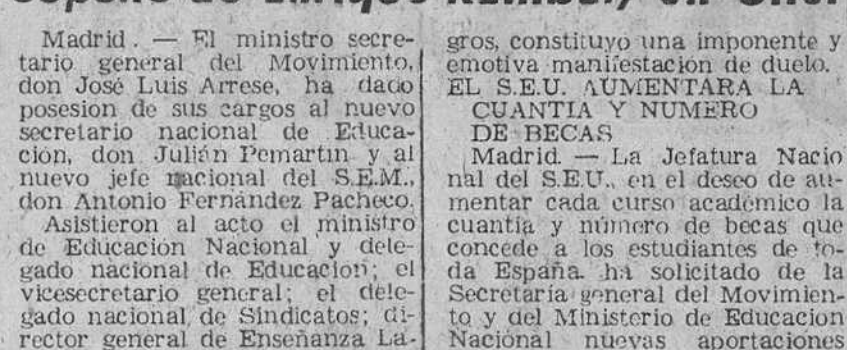 Madrid. — El ministro secre-
tario general del Movimiento,
don José Luis Arrese, ha dado
posesion de sus cargos al nuevo
secretario nacional de Educa-
ción, don Julián Pemartin y al
nuevo jefe nacional del S.E.M.,
don Antonio Fernández Pacheco.
Asistieron al acto el ministro
de Educación Nacional y dele-
gado nacional de Educacion; el
vicesecretario general; el dele-
gado nacional de Sindicatos; di-
rector general de Enseñanza La-
gros, constituyo una imponente y
emotiva manifestacion de duelo.
EL S.E.U. AUMENTARA LA
CUANTIA Y NUMERO
DE BECAS
Madrid. — La Jefatura Nacio
nal del S.E.U., en el deseo de au-
mentar cada curso académico la
cuantía y número de becas que
concede a los estudiantes de to-
da España. ha solicitado de la
Secretaría general del Movimien-
to y del Ministerio de Educacion
Nacional nuevas aportaciones